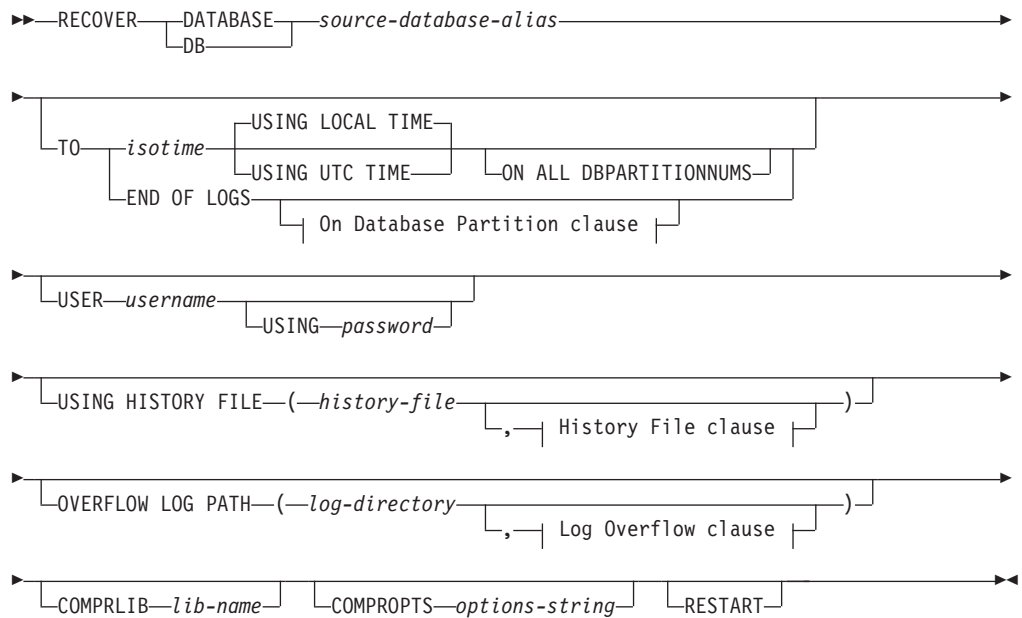 RECOVER DATABASE source-database-alias
DB
USING LOCAL TIME
TO isotime
USING UTC TIME ON ALL DBPARTITIONNUMS
END OF LOGS
On Database Partition clause
USER username
USING password
USING HISTORY FILE ( history-file )
, History File clause
OVERFLOW LOG PATH ( log-directory )
, Log Overflow clause
COMPRLIB lib-name COMPROPTS options-string RESTART